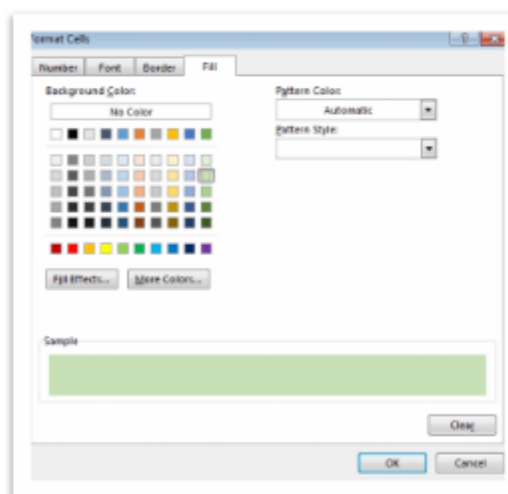 Format Cells
Number Font Border Fill
Background Color:
No Color
Pattern Color:
Automatic
Pattern Style:
Fill Effects...
More Colors...
Sample
Clear
OK
Cancel